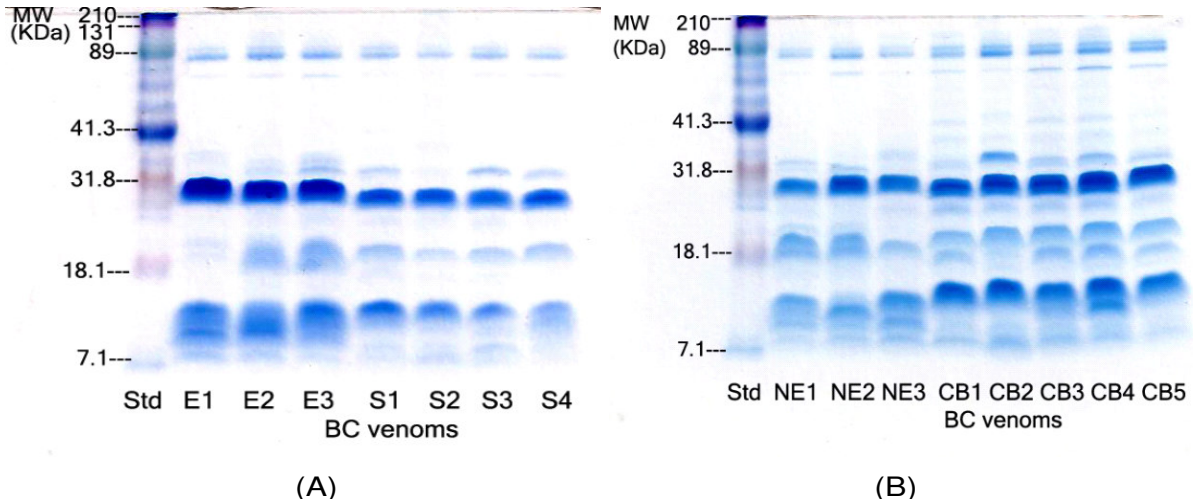 MW
(KDa)
210
131
89
41.3
31.8
18.1
7.1
Std E1 E2 E3 S1 S2 S3 S4
BC venoms
(A)
MW
(KDa)
210
89
41.3
31.8
18.1
7.1
Std NE1 NE2 NE3 CB1 CB2 CB3 CB4 CB5
BC venoms
(B)